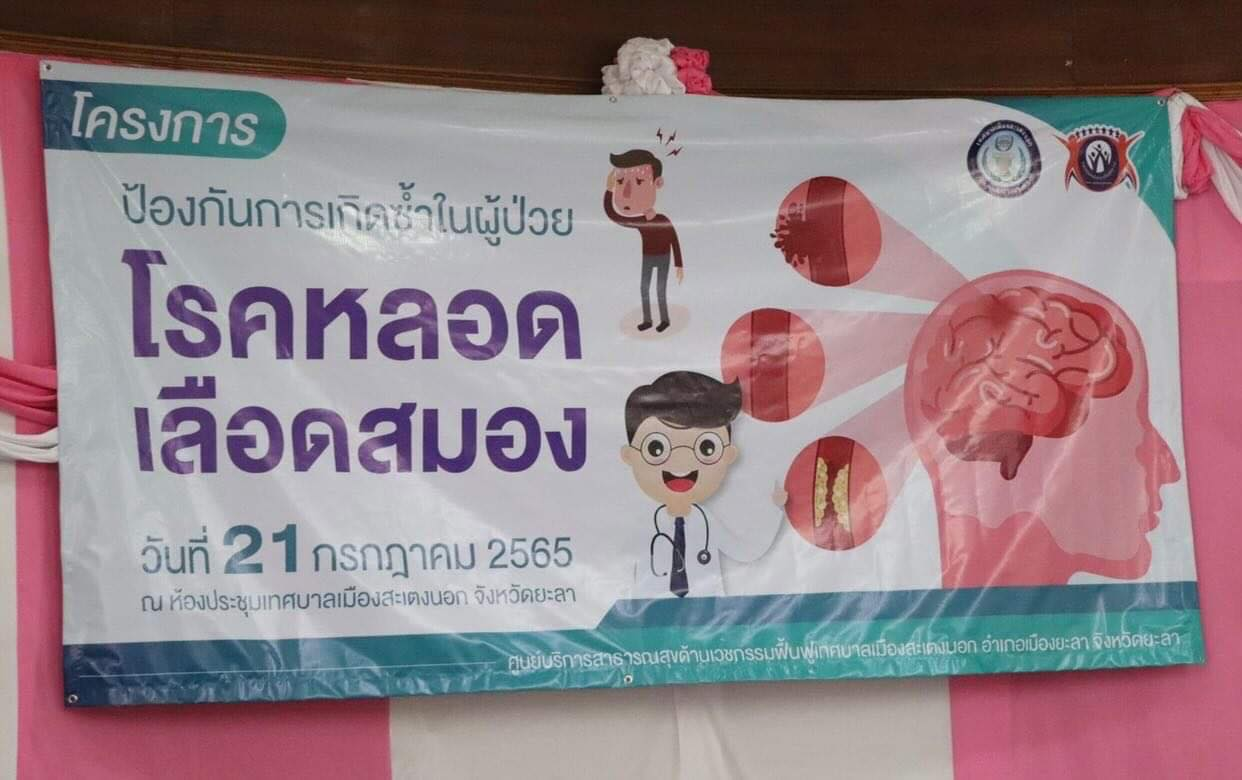 โครงการ
ป้องกันการเกิดซ้ำในผู้ป่วย
โรคหลอด
เลือดสมอง
วันที่ 21 กรกฎาคม 2565
ณ ห้องประชุมเทศบาลเมืองสะเตงนอก จังหวัดยะลา
ศูนย์บริการสาธารณสุขด้านเวชกรรมฟื้นฟูเทศบาลเมืองสะเตงนอก อำเภอเมืองยะลา จังหวัดยะลา